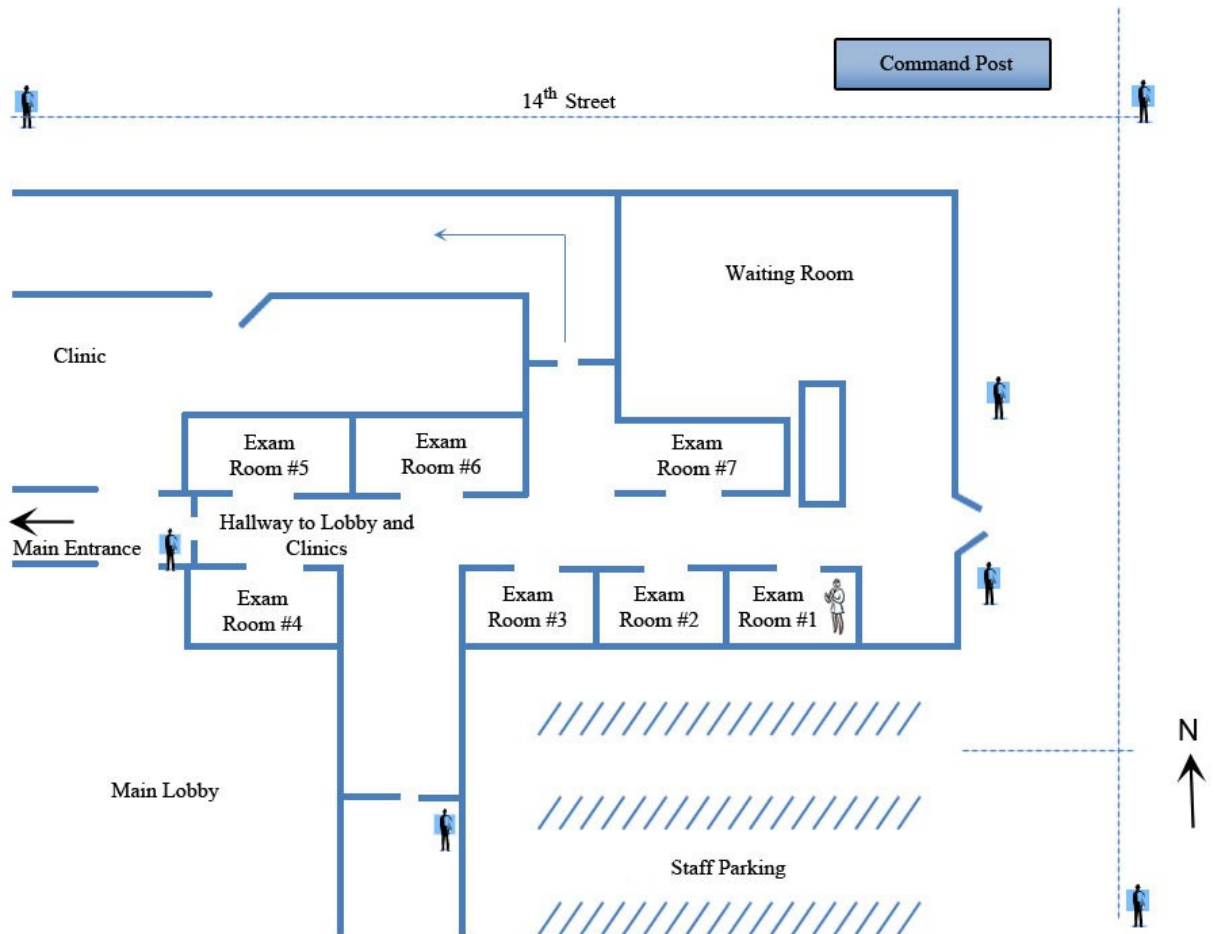 Command Post
14th Street
Waiting Room
Clinic
Exam
Room #5
Exam
Room #6
Exam
Room #7
Hallway to Lobby and
Clinics
Main Entrance
Exam
Room #4
Exam
Room #3
Exam
Room #2
Exam
Room #1
N
Main Lobby
Staff Parking